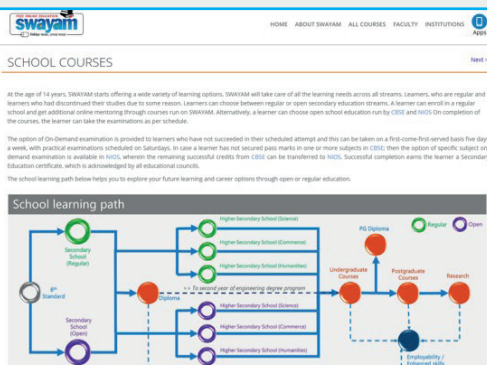 FREE ONLINE EDUCATION
swayam
HOME ABOUT SWAYAM ALL COURSES FACULTY INSTITUTIONS
Apps
SCHOOL COURSES
Next
At the age of 14 years, SWAYAM starts offering a wide variety of learning options. SWAYAM will take care of all the learning needs across all streams. Learners, who are regular and
learners who had discontinued their studies due to some reason. Learners can choose between regular or open secondary education streams. A learner can enroll in a regular
school and get additional online mentoring through courses run on SWAYAM. Alternatively, a learner can choose open school education run by CBSE and NIOS On completion of
the courses, the learner can take the examinations as per schedule.
The option of On-Demand examination is provided to learners who have not succeeded in their scheduled attempt and this can be taken on a first-come-first-served basis five day
a week, with practical examinations scheduled on Saturdays. In case a learner has not secured pass marks in one or more subjects in CBSE; then the option of specific subject on
demand examination is available in NIOS, wherein the remaining successful credits from CBSE can be transferred to NIOS. Successful completion earns the learner a Secondary
Education certificate, which is acknowledged by all educational councils.
The school learning path below helps you to explore your future learning and career options through open or regular education.
School learning path
Higher Secondary School (Science)
PG Diploma
Regular
Open
Secondary
School
(Regular)
Higher Secondary School (Commerce)
Higher Secondary School (Humanities)
Undergraduate
Courses
Postgraduate
Courses
Research
>> To second year of engineering degree program
8th
Standard
Diploma
Higher Secondary School (Science)
Secondary
School
(Open)
Higher Secondary School (Commerce)
Higher Secondary School (Humanities)
Employability /
Enhanced skills